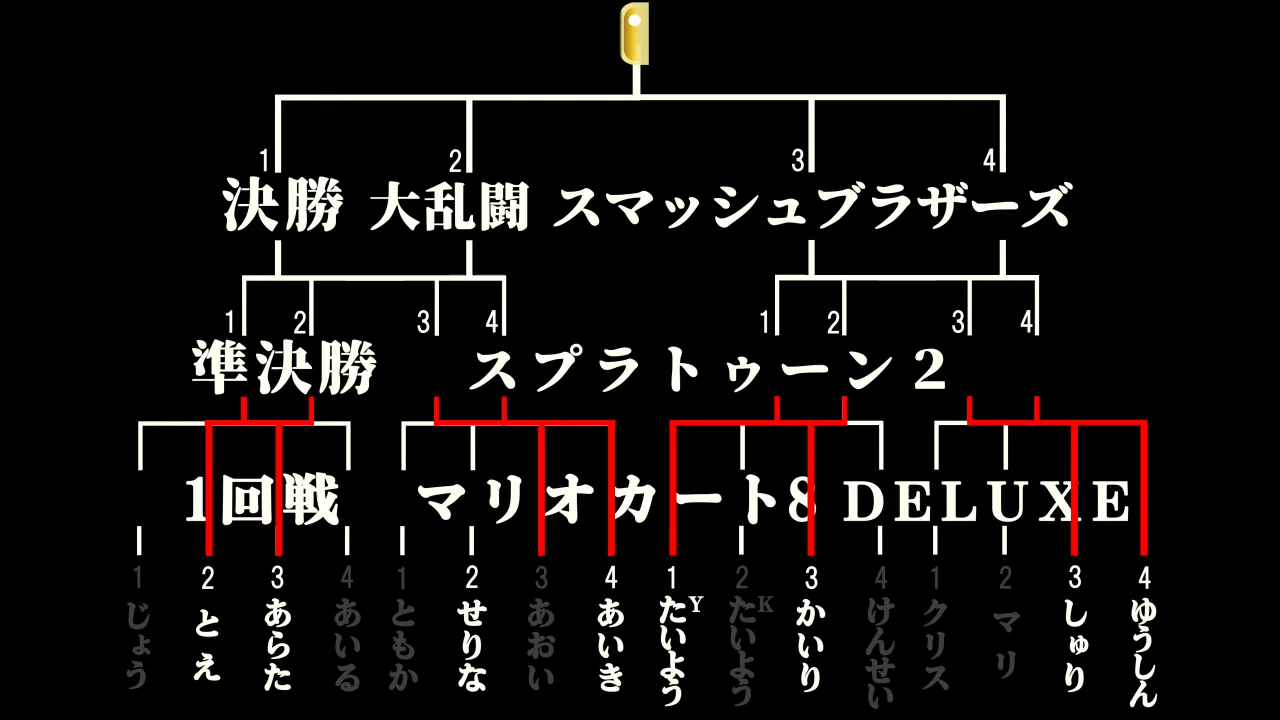 1 2 3 4
決勝 大乱闘 スマッシュブラザーズ
1 2 3 4 1 2 3 4
準決勝 スプラトゥーン2
1回戦 マリオカート8 DELUXE
1 2 3 4 1 2 3 4 1 2 3 4 1 2 3 4
じょう
とえ
あらた
あいる
ともか
せりな
あおい
あいき
たいようY
たいようK
かいり
けんせい
クリス
マリ
しゅり
ゆうしん